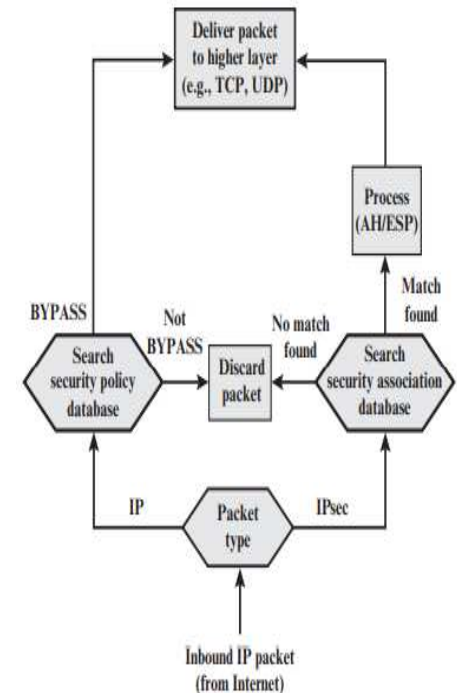 Deliver packet
to higher layer
(e.g., TCP, UDP)
Process
(AH/ESP)
BYPASS
Not
BYPASS
No match
found
Match
found
Search
security policy
database
Discard
packet
Search
security association
database
IP
Packet
type
IPsec
Inbound IP packet
(from Internet)